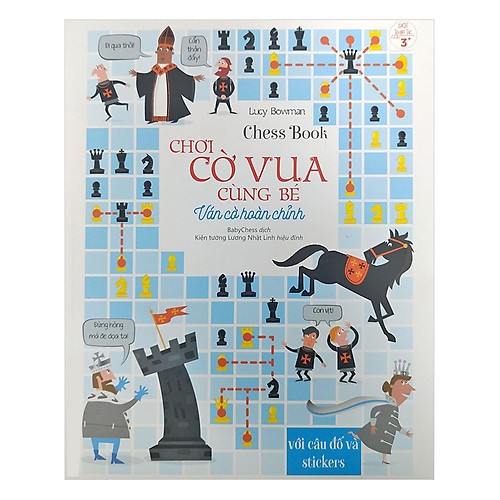 Đi qua thôi!
Cẩn
thận
đấy!
3+
Lucy Bowman
Chess Book
CHƠI
CỜ VUA
CÙNG BÉ
Ván cờ hoàn chỉnh
BabyChess dịch
Kiện tướng Lương Nhật Linh hiệu đính
Đừng hòng
mà đe dọa ta!
Con vịt!
với câu đố và
stickers